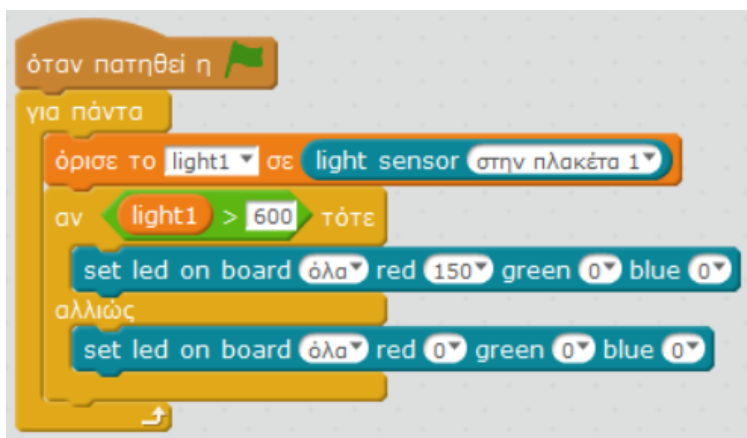 όταν πατηθεί η
για πάντα
όρισε το light1 σε light sensor στην πλακέτα 1
αν light1 > 600 τότε
set led on board όλα red 150 green 0 blue 0
αλλιώς
set led on board όλα red 0 green 0 blue 0